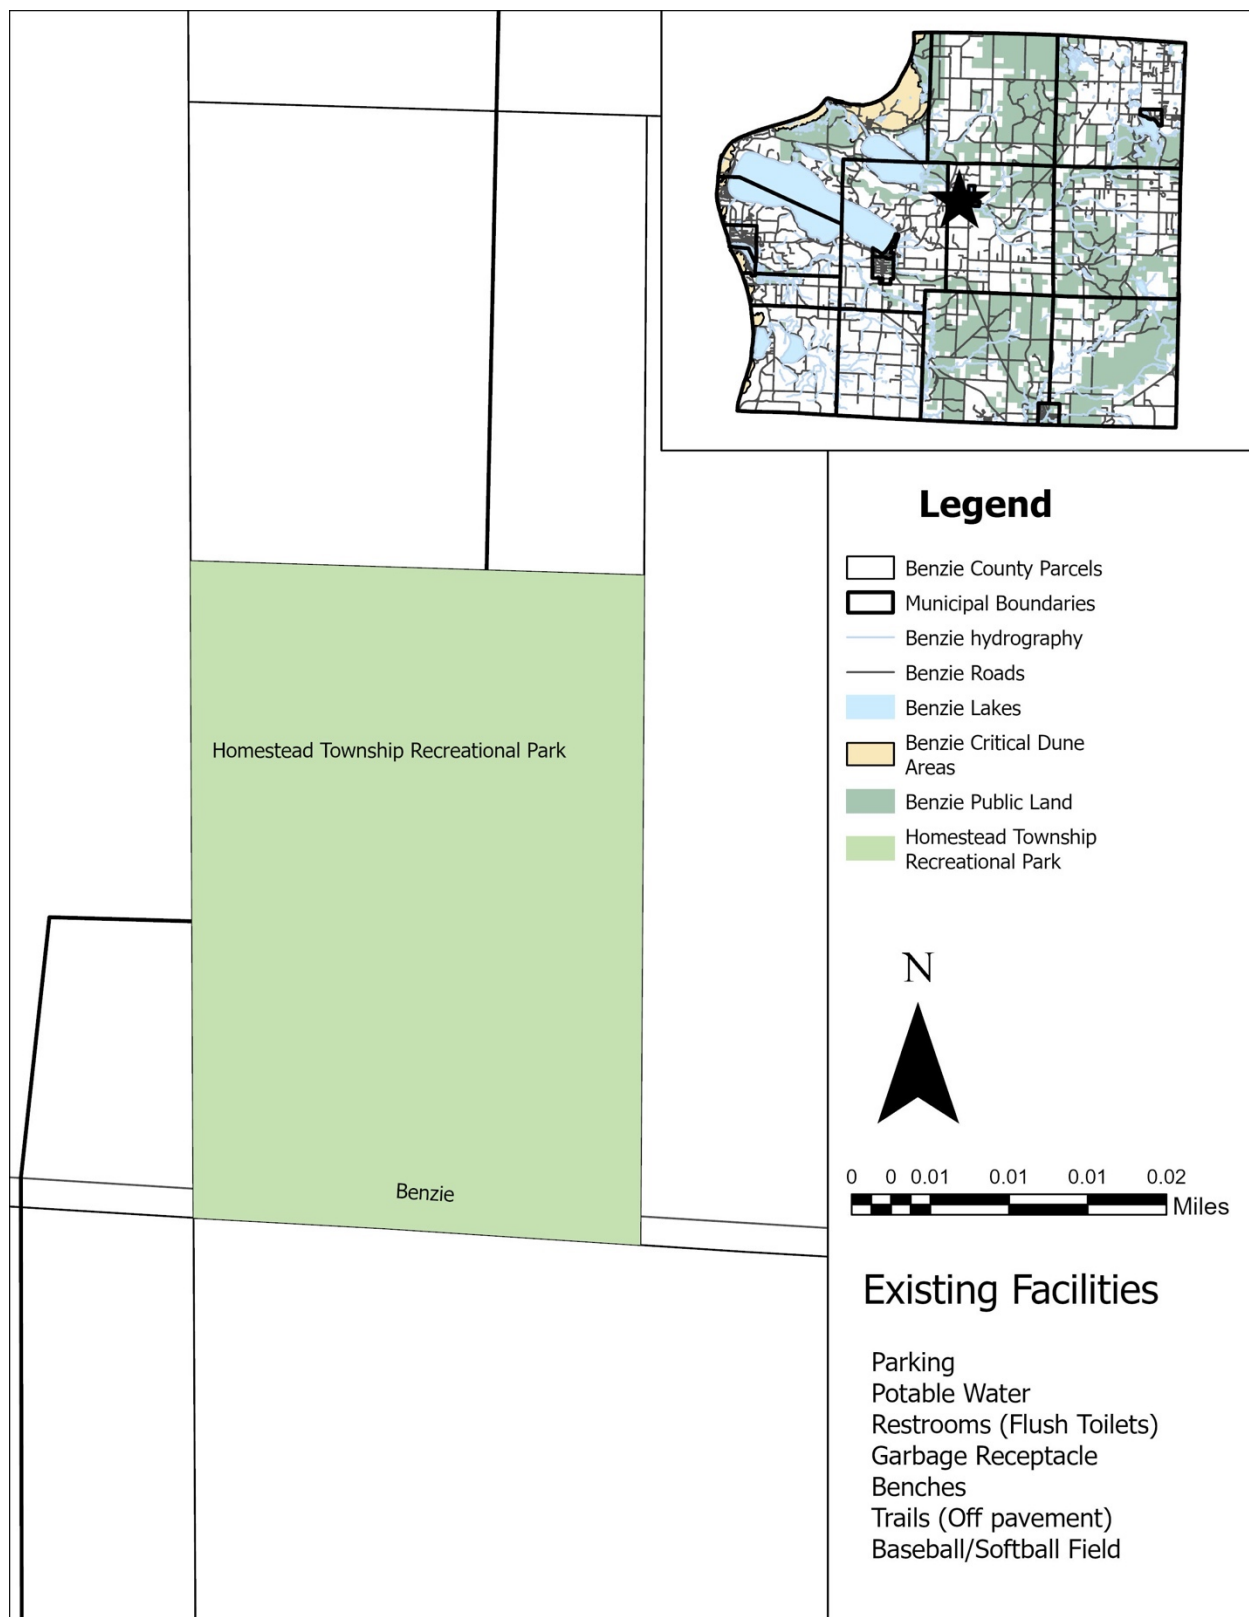 Legend
Benzie County Parcels
Municipal Boundaries
Benzie hydrography
Benzie Roads
Benzie Lakes
Benzie Critical Dune
Areas
Benzie Public Land
Homestead Township
Recreational Park
Homestead Township Recreational Park
Benzie
N
0 0 0.01 0.01 0.01 0.02
Miles
Existing Facilities
Parking
Potable Water
Restrooms (Flush Toilets)
Garbage Receptacle
Benches
Trails (Off pavement)
Baseball/Softball Field